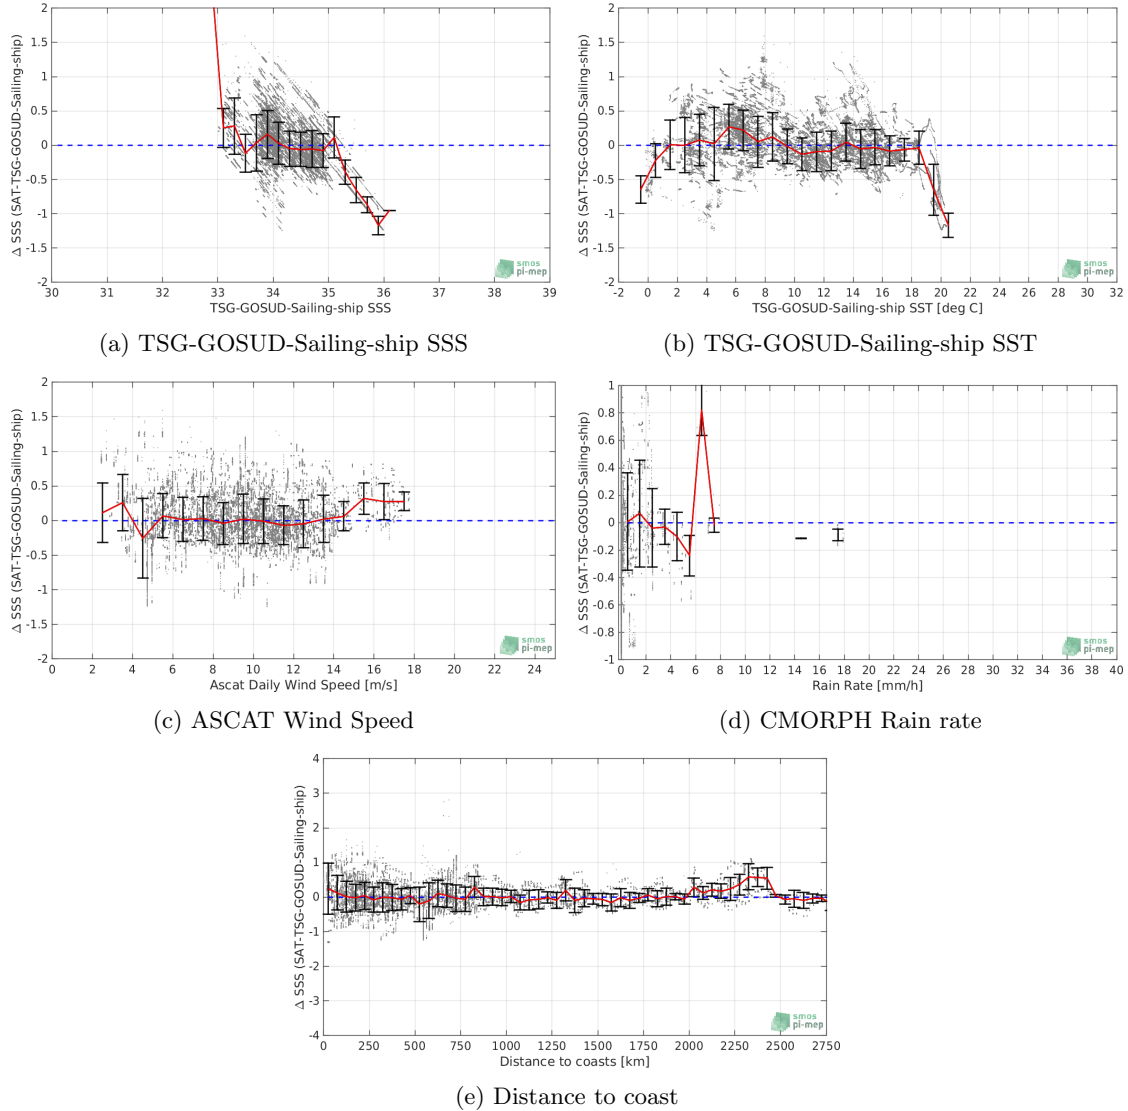 2
1.5
1
0.5
0
-0.5
-1
-1.5
-2
Δ SSS (SAT-TSG-GOSUD-Sailing-ship)
30 31 32 33 34 35 36 37 38 39
TSG-GOSUD-Sailing-ship SSS
smos
pi-mep
(a) TSG-GOSUD-Sailing-ship SSS
2
1.5
1
0.5
0
-0.5
-1
-1.5
-2
Δ SSS (SAT-TSG-GOSUD-Sailing-ship)
-2 0 2 4 6 8 10 12 14 16 18 20 22 24 26 28 30 32
TSG-GOSUD-Sailing-ship SST [deg C]
smos
pi-mep
(b) TSG-GOSUD-Sailing-ship SST
2
1.5
1
0.5
0
-0.5
-1
-1.5
-2
Δ SSS (SAT-TSG-GOSUD-Sailing-ship)
0 2 4 6 8 10 12 14 16 18 20 22 24
Ascat Daily Wind Speed [m/s]
smos
pi-mep
(c) ASCAT Wind Speed
1
0.8
0.6
0.4
0.2
0
-0.2
-0.4
-0.6
-0.8
-1
Δ SSS (SAT-TSG-GOSUD-Sailing-ship)
0 2 4 6 8 10 12 14 16 18 20 22 24 26 28 30 32 34 36 38 40
Rain Rate [mm/h]
smos
pi-mep
(d) CMORPH Rain rate
4
3
2
1
0
-1
-2
-3
-4
Δ SSS (SAT-TSG-GOSUD-Sailing-ship)
0 250 500 750 1000 1250 1500 1750 2000 2250 2500 2750
Distance to coasts [km]
smos
pi-mep
(e) Distance to coast